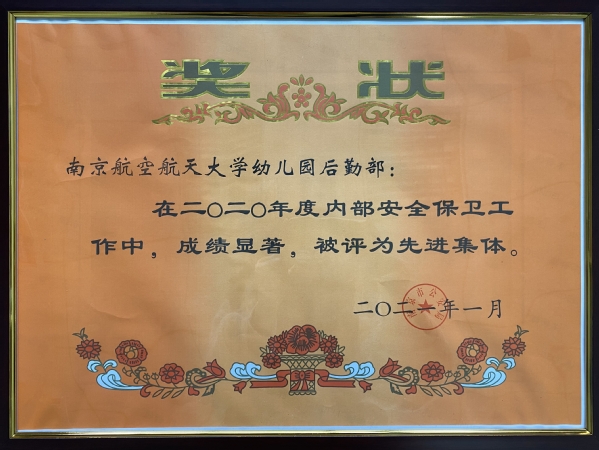 奖 状
南京航空航天大学幼儿园后勤部：
在二〇二〇年度内部安全保卫工
作中，成绩显著，被评为先进集体。
二〇二一年一月